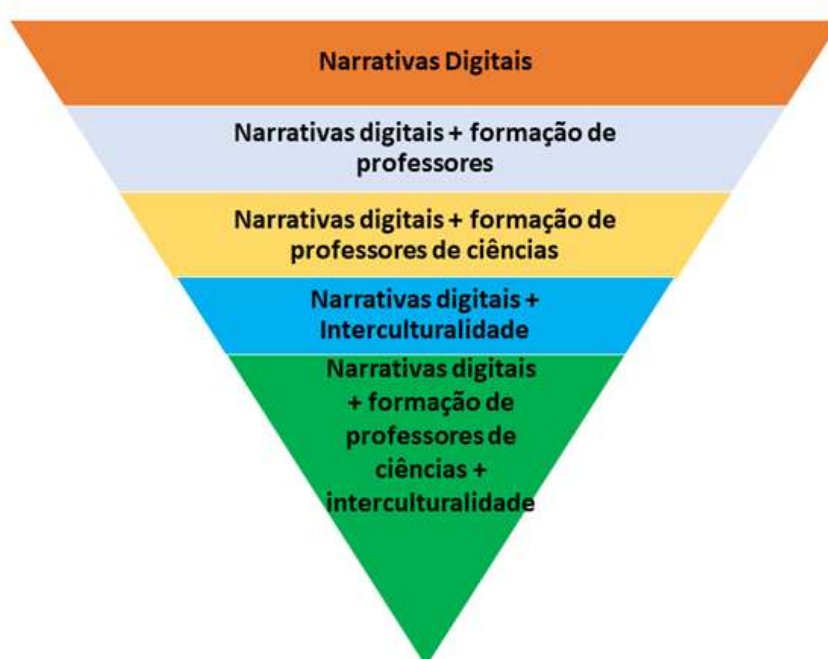 Narrativas Digitais
Narrativas digitais + formação de
professores
Narrativas digitais + formação de
professores de ciências
Narrativas digitais +
Interculturalidade
Narrativas digitais
+ formação de
professores de
ciências +
interculturalidade